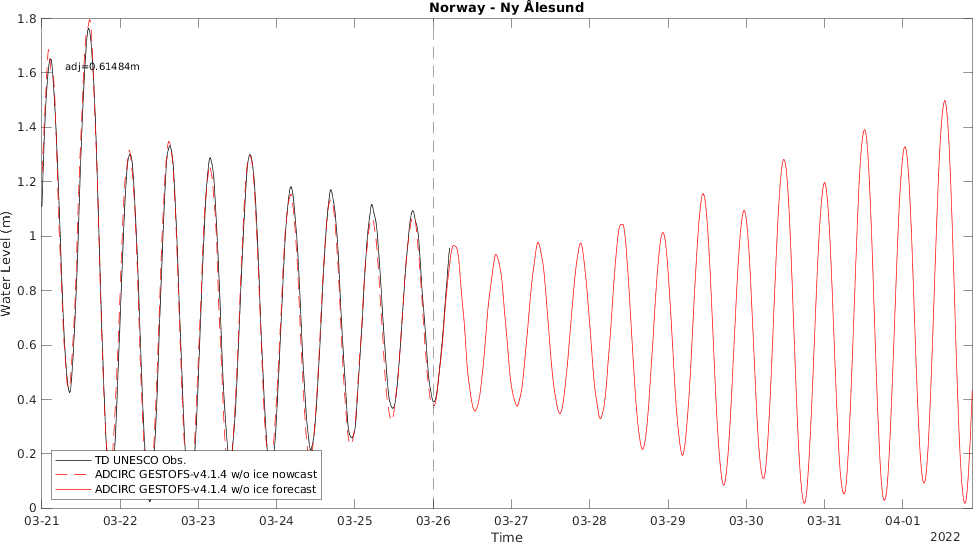 Norway - Ny Ålesund
1.8
1.6
1.4
1.2
1
0.8
0.6
0.4
0.2
0
Water Level (m)
adj=0.61484m
TD UNESCO Obs.
ADCIRC GESTOFS-v4.1.4 w/o ice nowcast
ADCIRC GESTOFS-v4.1.4 w/o ice forecast
03-21 03-22 03-23 03-24 03-25 03-26 03-27 03-28 03-29 03-30 03-31 04-01
Time
2022